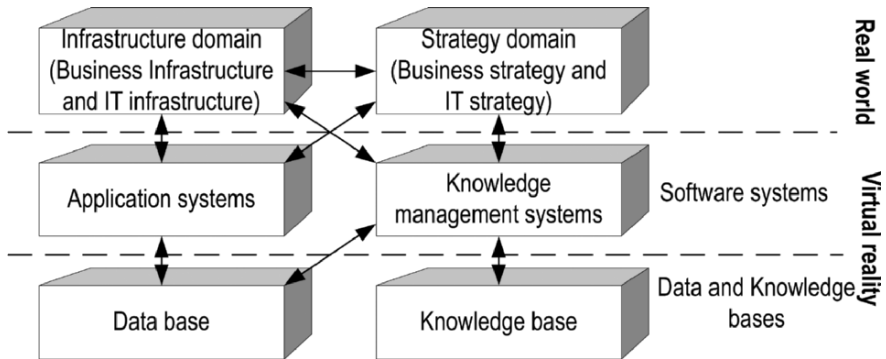 Infrastructure domain
(Business Infrastructure
and IT infrastructure)
Strategy domain
(Business strategy and
IT strategy)
Real world
Application systems
Knowledge
management systems
Software systems
Virtual reality
Data base
Knowledge base
Data and Knowledge
bases